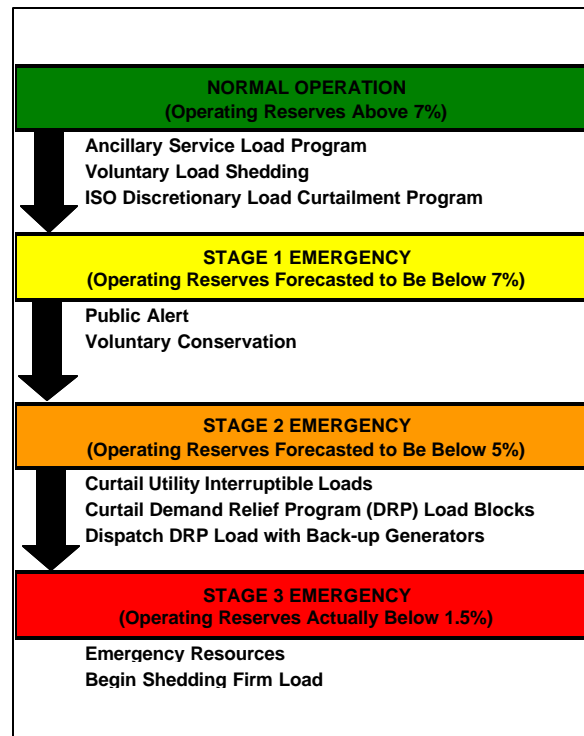 NORMAL OPERATION
(Operating Reserves Above 7%)
Ancillary Service Load Program
Voluntary Load Shedding
ISO Discretionary Load Curtailment Program
STAGE 1 EMERGENCY
(Operating Reserves Forecasted to Be Below 7%)
Public Alert
Voluntary Conservation
STAGE 2 EMERGENCY
(Operating Reserves Forecasted to Be Below 5%)
Curtail Utility Interruptible Loads
Curtail Demand Relief Program (DRP) Load Blocks
Dispatch DRP Load with Back-up Generators
STAGE 3 EMERGENCY
(Operating Reserves Actually Below 1.5%)
Emergency Resources
Begin Shedding Firm Load